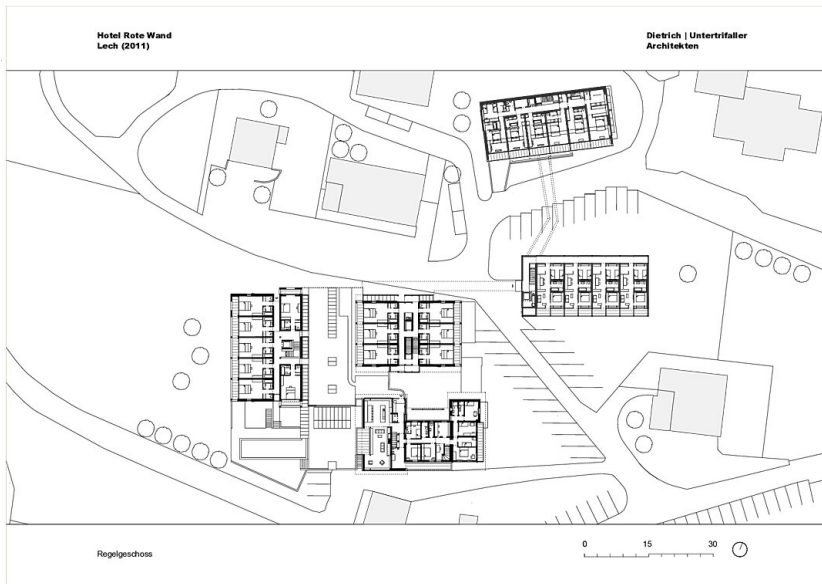 Hotel Rote Wand
Lech (2011)
Dietrich | Untertrifaller
Architekten
Regelgeschoss
0 15 30